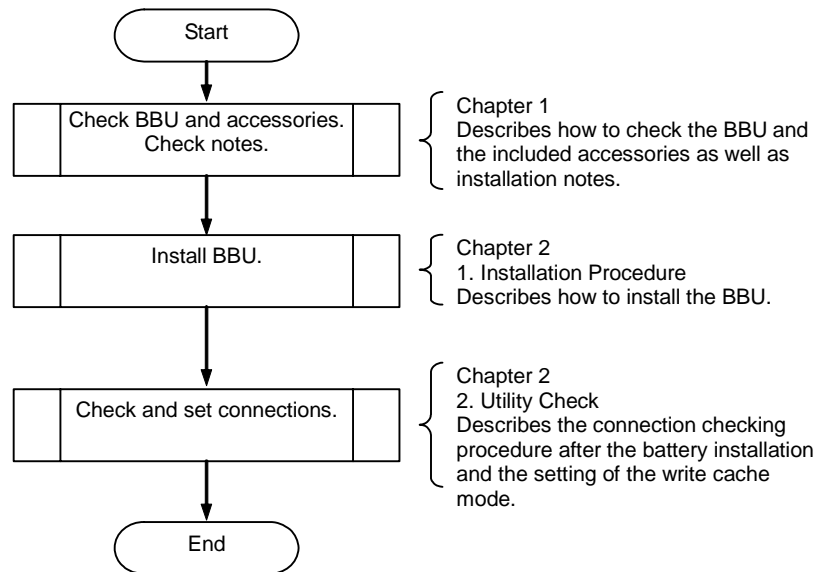 Start
Check BBU and accessories.
Check notes.
Chapter 1
Describes how to check the BBU and
the included accessories as well as
installation notes.
Install BBU.
Chapter 2
1. Installation Procedure
Describes how to install the BBU.
Check and set connections.
Chapter 2
2. Utility Check
Describes the connection checking
procedure after the battery installation
and the setting of the write cache
mode.
End